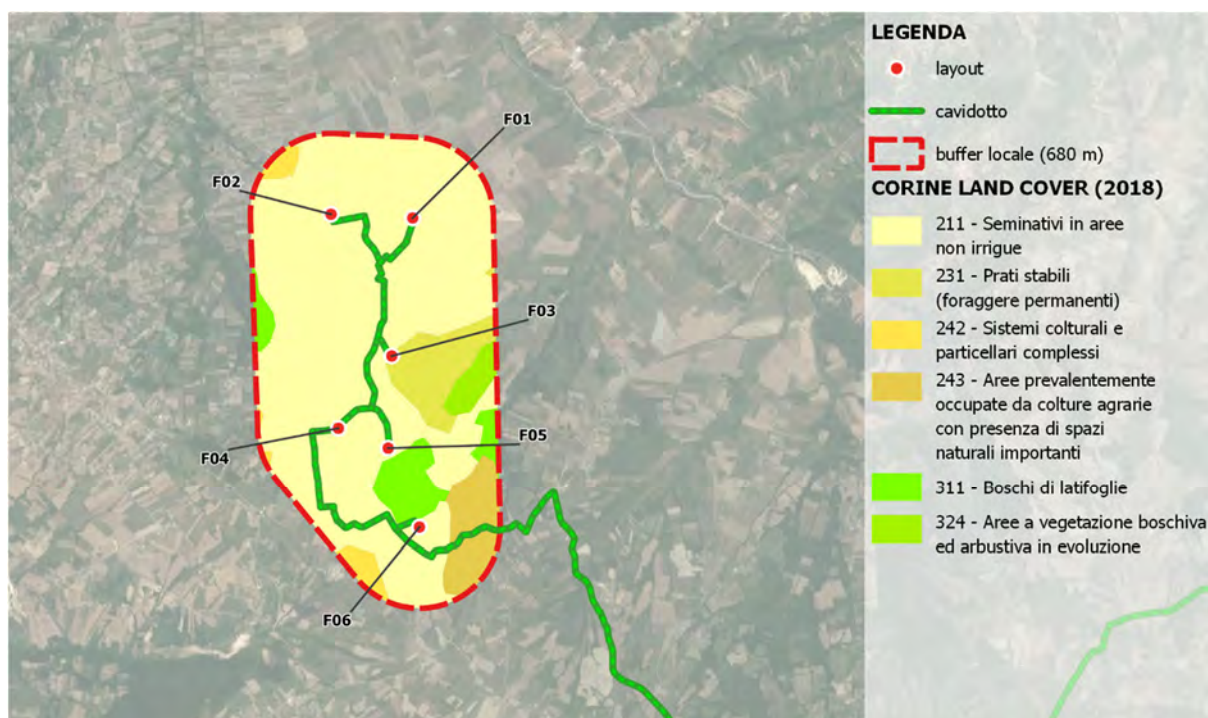 F01
F02
F03
F04
F05
F06
LEGENDA
layout
cavidotto
buffer locale (680 m)
CORINE LAND COVER (2018)
211 - Seminativi in aree
non irrigue
231 - Prati stabili
(foraggere permanenti)
242 - Sistemi colturali e
particellari complessi
243 - Aree prevalentemente
occupate da colture agrarie
con presenza di spazi
naturali importanti
311 - Boschi di latifoglie
324 - Aree a vegetazione boschiva
ed arbustiva in evoluzione